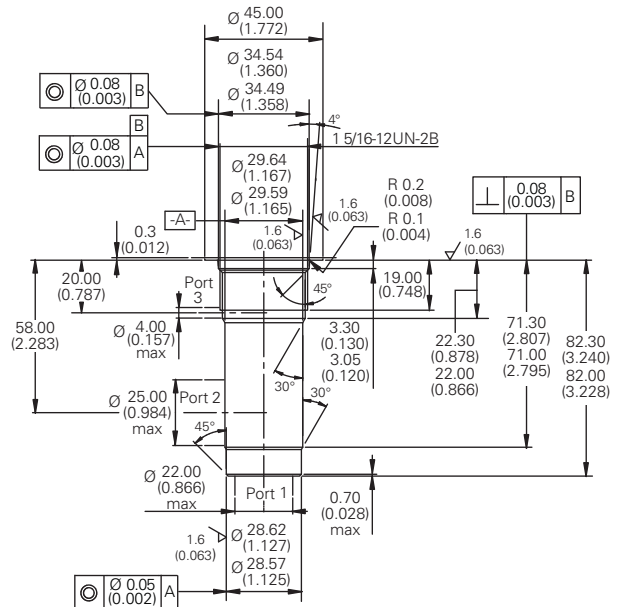 Ø 45.00
(1.772)
Ø 34.54
(1.360)
Ø 34.49
(1.358)
Ø 0.08
(0.003)
B
B
Ø 0.08
(0.003)
A
4°
1 5/16-12UN-2B
Ø 29.64
(1.167)
Ø 29.59
(1.165)
-A-
R 0.2
(0.008)
R 0.1
(0.004)
⊥
0.08
(0.003)
B
1.6
(0.063)
1.6
(0.063)
1.6
(0.063)
0.3
(0.012)
20.00
(0.787)
Port
3
45°
19.00
(0.748)
58.00
(2.283)
Ø 4.00
(0.157)
max
3.30
(0.130)
3.05
(0.120)
22.30
(0.878)
22.00
(0.866)
71.30
(2.807)
71.00
(2.795)
82.30
(3.240)
82.00
(3.228)
30°
30°
Ø 25.00
(0.984)
max
Port 2
45°
Ø 22.00
(0.866)
max
Port 1
0.70
(0.028)
max
1.6
(0.063)
Ø 28.62
(1.127)
Ø 28.57
(1.125)
Ø 0.05
(0.002)
A